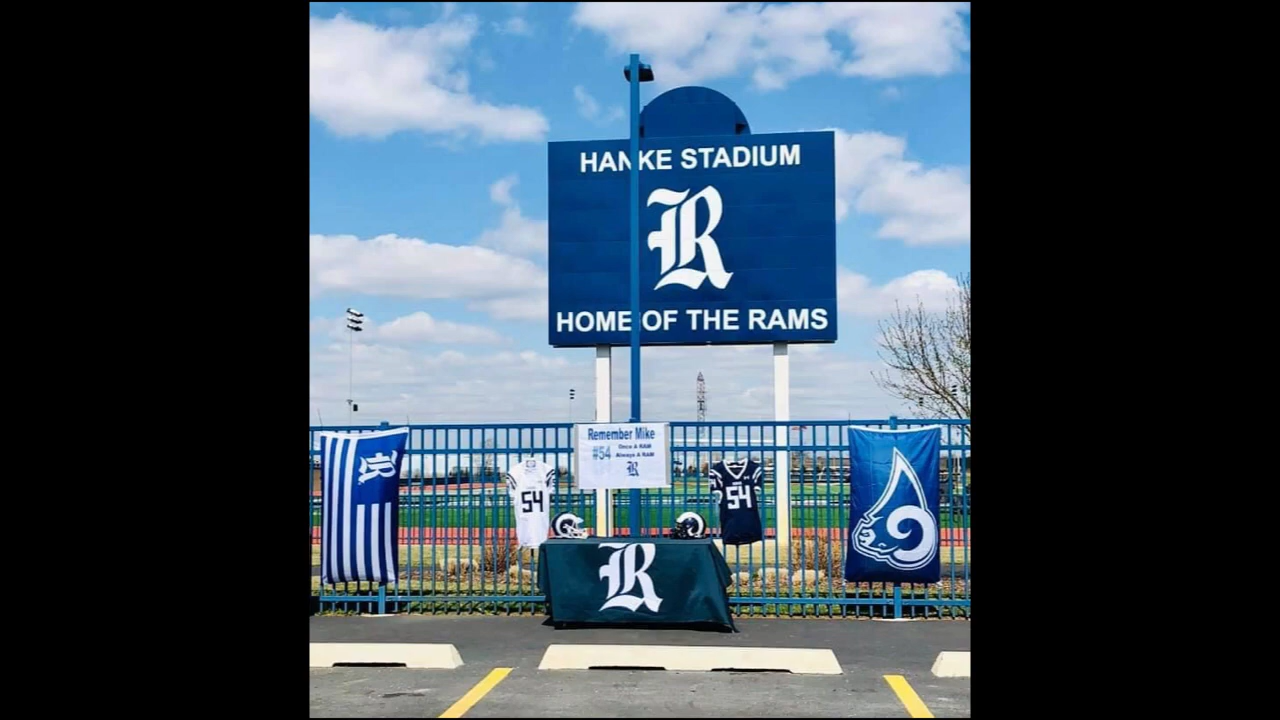 HANKE STADIUM
R
HOME OF THE RAMS
Remember Mike
#54 Once A RAM
Always A RAM
R
R
54
54
R